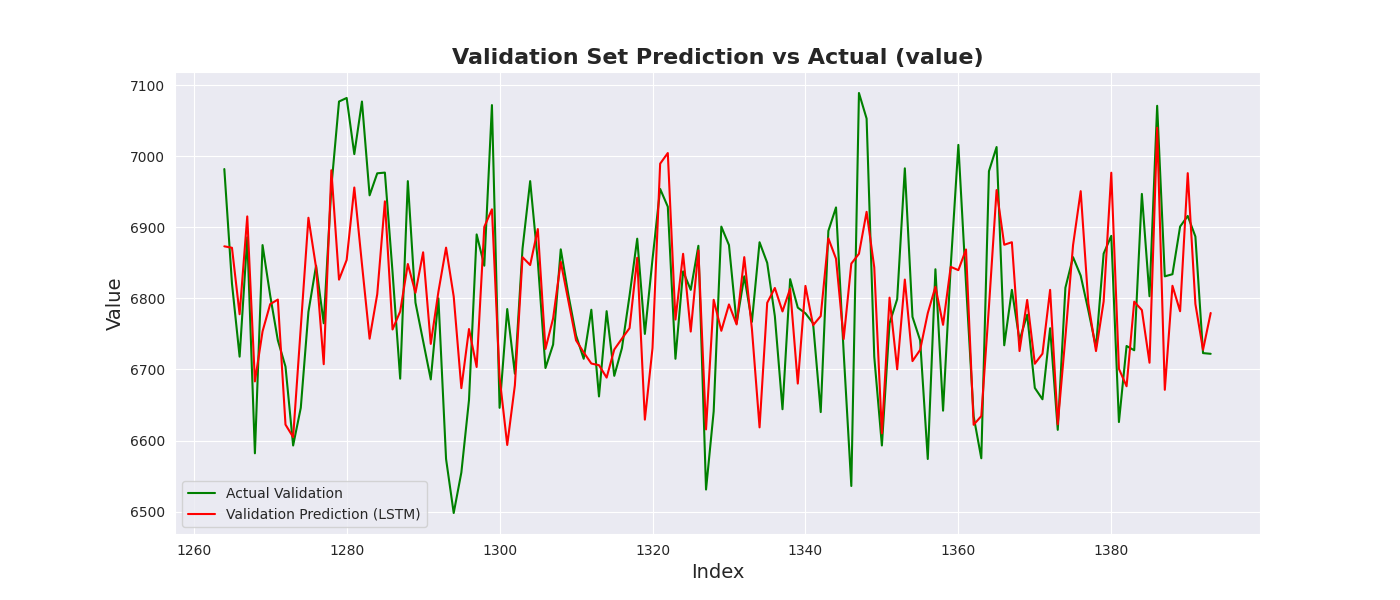 Validation Set Prediction vs Actual (value)
7100
7000
6900
6800
6700
6600
6500
Value
Actual Validation
Validation Prediction (LSTM)
1260
1280
1300
1320
1340
1360
1380
Index